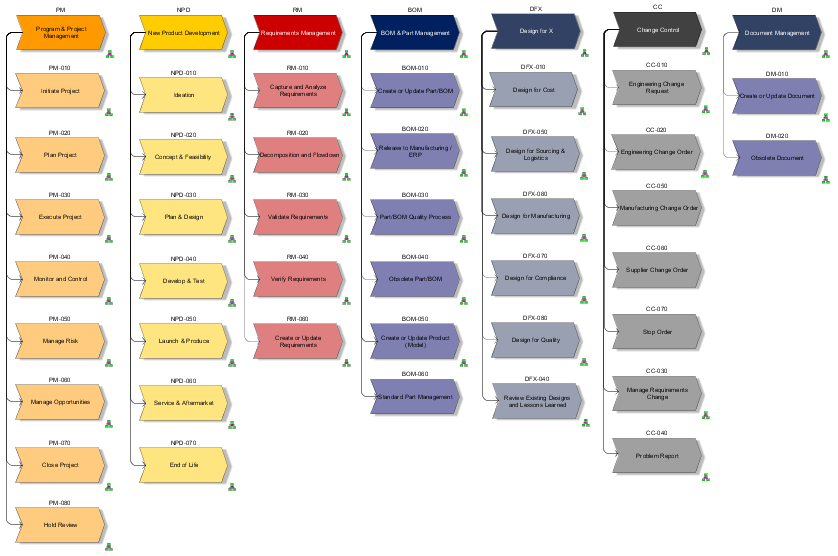 PM
Program & Project
Management
PM-010
Initiate Project
PM-020
Plan Project
PM-030
Execute Project
PM-040
Monitor and Control
PM-050
Manage Risk
PM-060
Manage Opportunities
PM-070
Close Project
PM-080
Hold Review
NPD
New Product Development
NPD-010
Ideation
NPD-020
Concept & Feasibility
NPD-030
Plan & Design
NPD-040
Develop & Test
NPD-050
Launch & Produce
NPD-060
Service & Aftermarket
NPD-070
End of Life
RM
Requirements Management
RM-010
Capture and Analyze
Requirements
RM-020
Decomposition and Flowdown
RM-030
Validate Requirements
RM-040
Verify Requirements
RM-060
Create or Update
Requirements
BOM
BOM & Part Management
BOM-010
Create or Update Part/BOM
BOM-020
Release to Manufacturing /
ERP
BOM-030
Part/BOM Quality Process
BOM-040
Obsolete Part/BOM
BOM-050
Create or Update Product
(Model)
BOM-060
Standard Part Management
DFX
Design for X
DFX-010
Design for Cost
DFX-050
Design for Sourcing &
Logistics
DFX-060
Design for Manufacturing
DFX-070
Design for Compliance
DFX-080
Design for Quality
DFX-040
Review Existing Designs
and Lessons Learned
CC
Change Control
CC-010
Engineering Change
Request
CC-020
Engineering Change Order
CC-050
Manufacturing Change Order
CC-060
Supplier Change Order
CC-070
Stop Order
CC-030
Manage Requirements
Change
CC-040
Problem Report
DM
Document Management
DM-010
Create or Update Document
DM-020
Obsolete Document